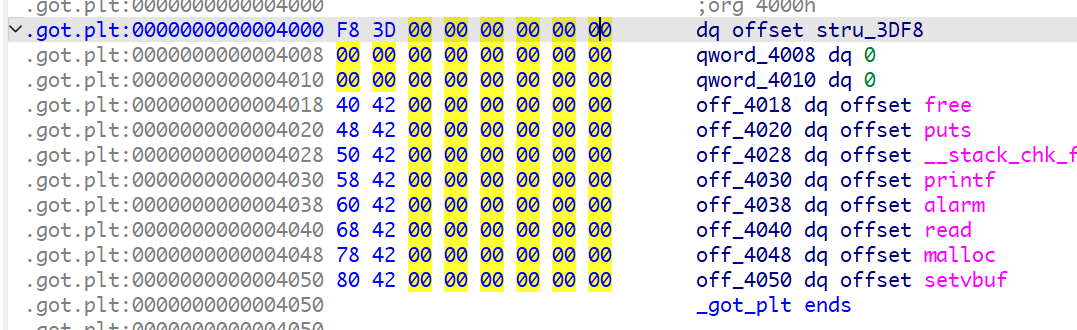 .got.plt:0000000000004000 ;org 4000h
.got.plt:0000000000004000 F8 3D 00 00 00 00 00 00 dq offset stru_3DF8
.got.plt:0000000000004008 00 00 00 00 00 00 00 00 qword_4008 dq 0
.got.plt:0000000000004010 00 00 00 00 00 00 00 00 qword_4010 dq 0
.got.plt:0000000000004018 40 42 00 00 00 00 00 00 off_4018 dq offset free
.got.plt:0000000000004020 48 42 00 00 00 00 00 00 off_4020 dq offset puts
.got.plt:0000000000004028 50 42 00 00 00 00 00 00 off_4028 dq offset __stack_chk_f
.got.plt:0000000000004030 58 42 00 00 00 00 00 00 off_4030 dq offset printf
.got.plt:0000000000004038 60 42 00 00 00 00 00 00 off_4038 dq offset alarm
.got.plt:0000000000004040 68 42 00 00 00 00 00 00 off_4040 dq offset read
.got.plt:0000000000004048 78 42 00 00 00 00 00 00 off_4048 dq offset malloc
.got.plt:0000000000004050 80 42 00 00 00 00 00 00 off_4050 dq offset setvbuf
.got.plt:0000000000004050 _got_plt ends
.got.plt:0000000000004050